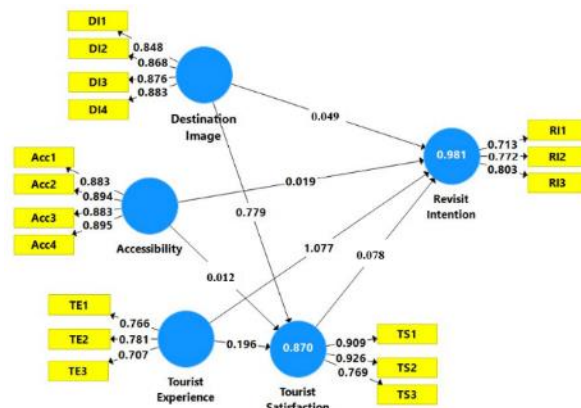 DI1
DI2
DI3
DI4
0.848
0.868
0.876
0.883
Destination
Image
0.049
Acc1
Acc2
Acc3
Acc4
0.883
0.894
0.883
0.895
Accessibility
0.019
0.779
0.012
0.981
Revisit
Intention
0.713
0.772
0.803
RI1
RI2
RI3
1.077
0.078
TE1
TE2
TE3
0.766
0.781
0.707
Tourist
Experience
0.196
0.870
Tourist
Satisfaction
0.909
0.926
0.769
TS1
TS2
TS3